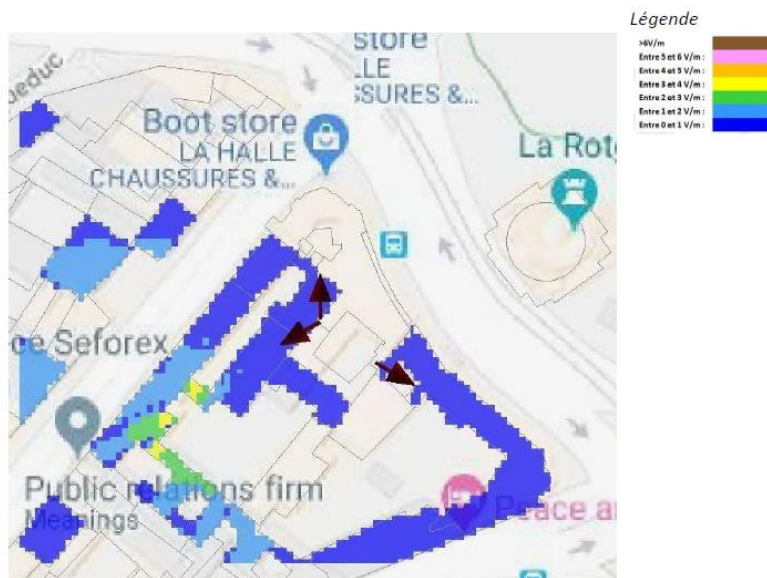 Légende
>6V/m
Entre 5 et 6 V/m :
Entre 4 et 5 V/m :
Entre 3 et 4 V/m :
Entre 2 et 3 V/m :
Entre 1 et 2 V/m :
Entre 0 et 1 V/m :
store
LLE
SSURES &...
oeduc
Boot store
LA HALLE
CHAUSSURES &...
La Rot
ce Seforex
Public relations firm
Meanings
Peace a